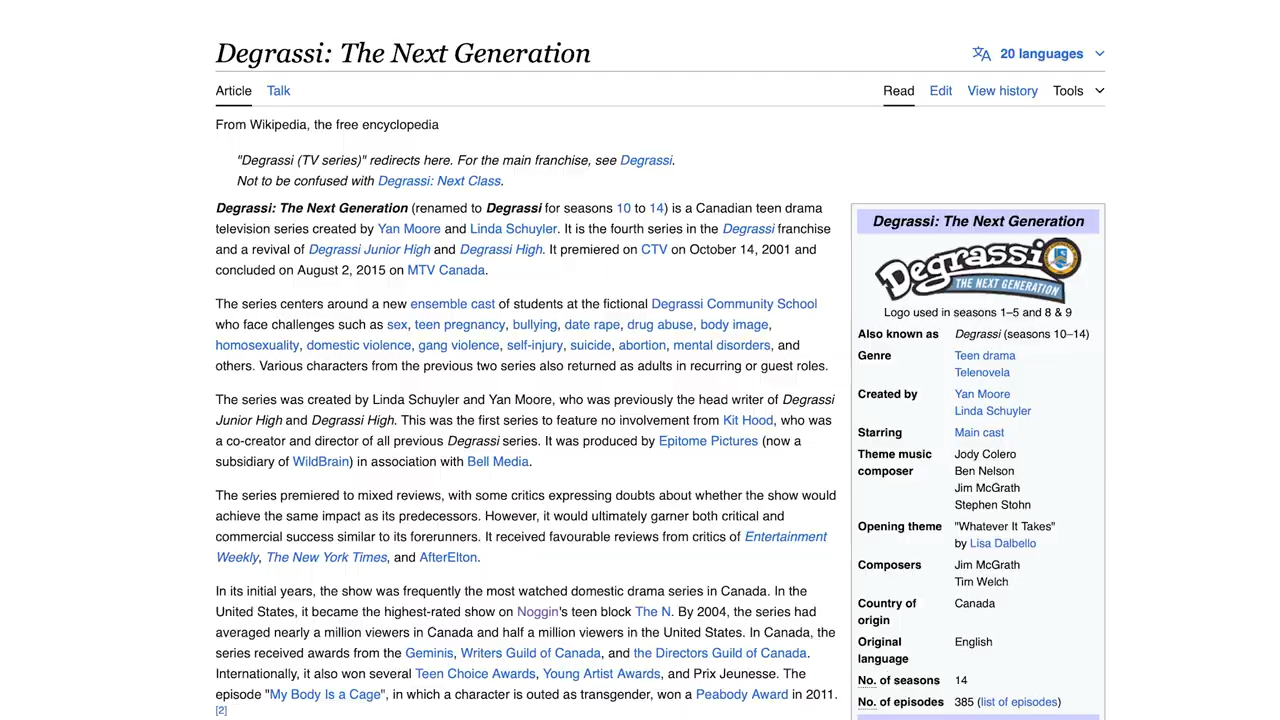 Degrassi: The Next Generation
20 languages
Article Talk
Read Edit View history Tools
From Wikipedia, the free encyclopedia
"Degrassi (TV series)" redirects here. For the main franchise, see Degrassi.
Not to be confused with Degrassi: Next Class.
Degrassi: The Next Generation (renamed to Degrassi for seasons 10 to 14) is a Canadian teen drama
television series created by Yan Moore and Linda Schuyler. It is the fourth series in the Degrassi franchise
and a revival of Degrassi Junior High and Degrassi High. It premiered on CTV on October 14, 2001 and
concluded on August 2, 2015 on MTV Canada.
The series centers around a new ensemble cast of students at the fictional Degrassi Community School
who face challenges such as sex, teen pregnancy, bullying, date rape, drug abuse, body image,
homosexuality, domestic violence, gang violence, self-injury, suicide, abortion, mental disorders, and
others. Various characters from the previous two series also returned as adults in recurring or guest roles.
The series was created by Linda Schuyler and Yan Moore, who was previously the head writer of Degrassi
Junior High and Degrassi High. This was the first series to feature no involvement from Kit Hood, who was
a co-creator and director of all previous Degrassi series. It was produced by Epitome Pictures (now a
subsidiary of WildBrain) in association with Bell Media.
The series premiered to mixed reviews, with some critics expressing doubts about whether the show would
achieve the same impact as its predecessors. However, it would ultimately garner both critical and
commercial success similar to its forerunners. It received favourable reviews from critics of Entertainment
Weekly, The New York Times, and AfterElton.
In its initial years, the show was frequently the most watched domestic drama series in Canada. In the
United States, it became the highest-rated show on Noggin's teen block The N. By 2004, the series had
averaged nearly a million viewers in Canada and half a million viewers in the United States. In Canada, the
series received awards from the Geminis, Writers Guild of Canada, and the Directors Guild of Canada.
Internationally, it also won several Teen Choice Awards, Young Artist Awards, and Prix Jeunesse. The
episode "My Body Is a Cage", in which a character is outed as transgender, won a Peabody Award in 2011.
[2]
Degrassi: The Next Generation
Degrassi
THE NEXT GENERATION
Logo used in seasons 1–5 and 8 & 9
Also known as Degrassi (seasons 10–14)
Genre Teen drama
Telenovela
Created by Yan Moore
Linda Schuyler
Starring Main cast
Theme music Jody Colero
composer Ben Nelson
Jim McGrath
Stephen Stohn
Opening theme "Whatever It Takes"
by Lisa Dalbello
Composers Jim McGrath
Tim Welch
Country of Canada
origin
Original English
language
No. of seasons 14
No. of episodes 385 (list of episodes)